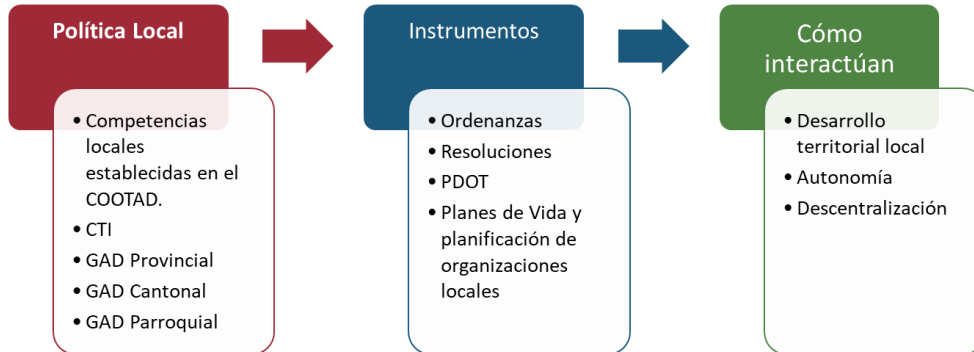 Política Local
• Competencias
locales
establecidas en el
COOTAD.
• CTI
• GAD Provincial
• GAD Cantonal
• GAD Parroquial
Instrumentos
• Ordenanzas
• Resoluciones
• PDOT
• Planes de Vida y
planificación de
organizaciones
locales
Cómo
interactúan
• Desarrollo
territorial local
• Autonomía
• Descentralización